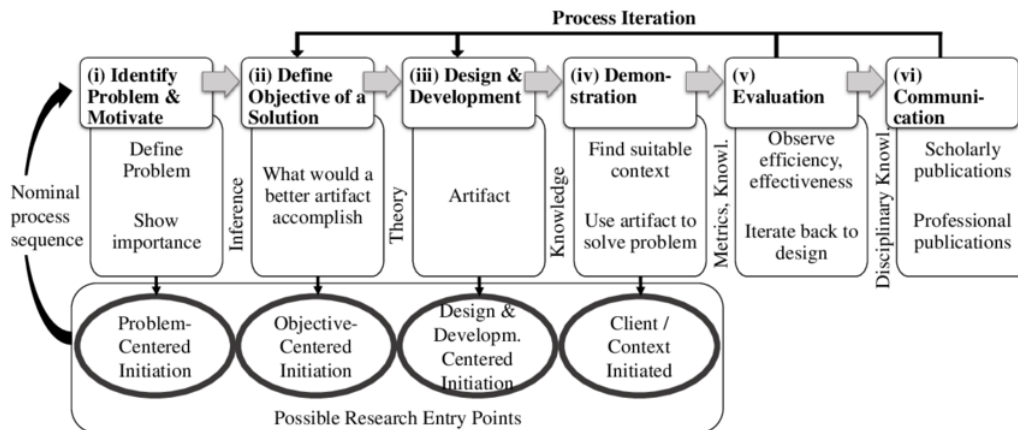 Process Iteration
(i) Identify
Problem &
Motivate
(ii) Define
Objective of a
Solution
(iii) Design &
Development
(iv) Demon-
stration
(v)
Evaluation
(vi)
Communi-
cation
Nominal
process
sequence
Define
Problem
Show
importance
Inference
What would a
better artifact
accomplish
Theory
Artifact
Knowledge
Find suitable
context
Use artifact to
solve problem
Metrics, Knowl.
Observe
efficiency,
effectiveness
Iterate back to
design
Disciplinary Knowl.
Scholarly
publications
Professional
publications
Problem-
Centered
Initiation
Objective-
Centered
Initiation
Design &
Developm.
Centered
Initiation
Client /
Context
Initiated
Possible Research Entry Points